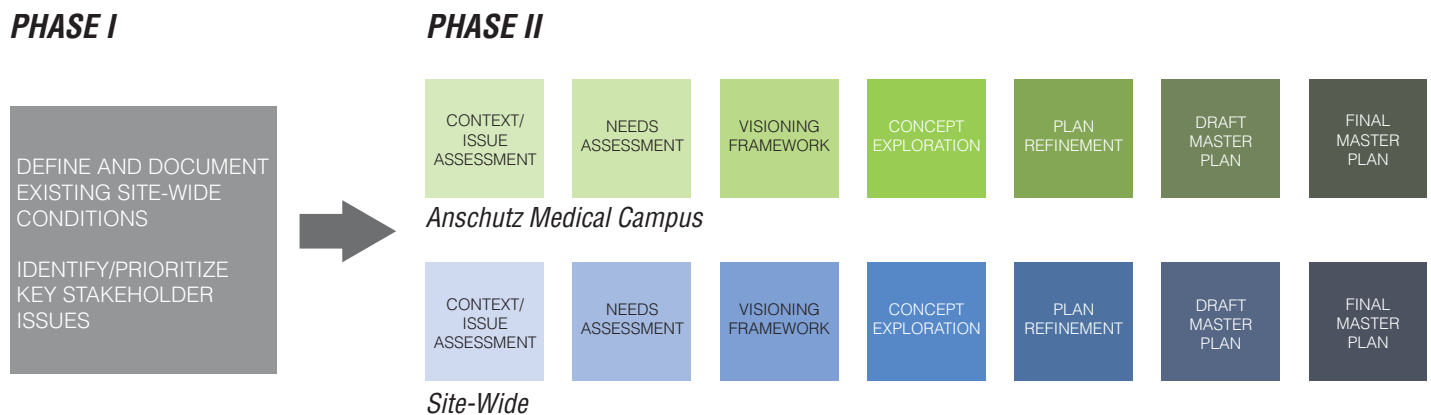 PHASE I
DEFINE AND DOCUMENT
EXISTING SITE-WIDE
CONDITIONS
IDENTIFY/PRIORITIZE
KEY STAKEHOLDER
ISSUES
PHASE II
CONTEXT/
ISSUE
ASSESSMENT
NEEDS
ASSESSMENT
VISIONING
FRAMEWORK
CONCEPT
EXPLORATION
PLAN
REFINEMENT
DRAFT
MASTER
PLAN
FINAL
MASTER
PLAN
Anschutz Medical Campus
CONTEXT/
ISSUE
ASSESSMENT
NEEDS
ASSESSMENT
VISIONING
FRAMEWORK
CONCEPT
EXPLORATION
PLAN
REFINEMENT
DRAFT
MASTER
PLAN
FINAL
MASTER
PLAN
Site-Wide